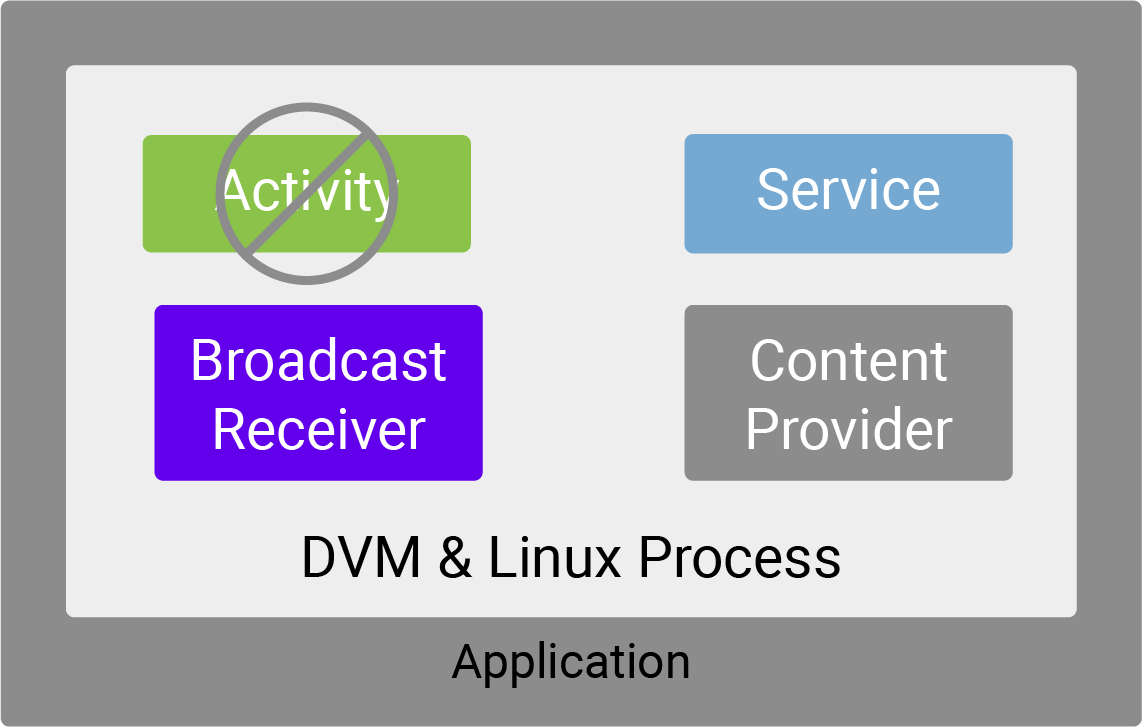 Activity
Service
Broadcast
Receiver
Content
Provider
DVM & Linux Process
Application